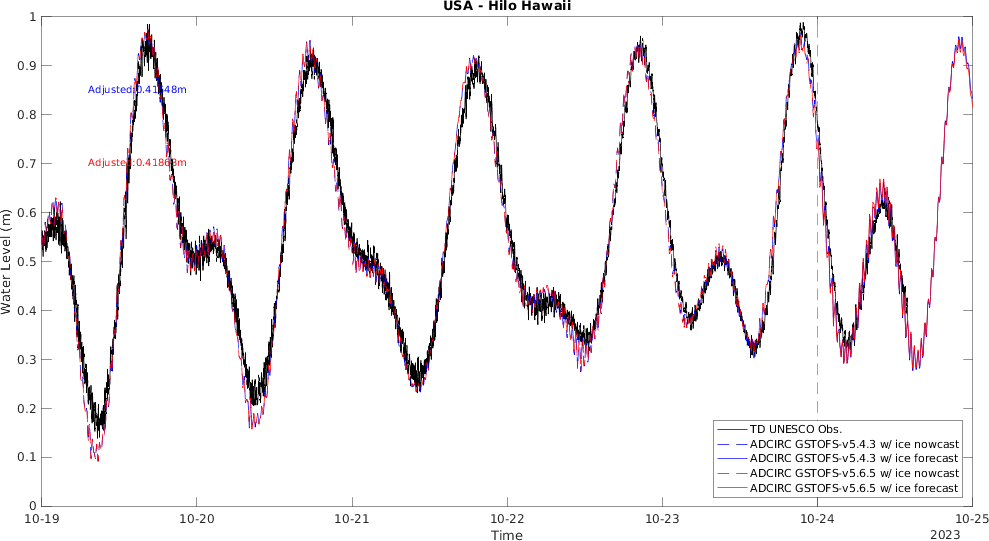 USA - Hilo Hawaii
Water Level (m)
1
0.9
0.8
0.7
0.6
0.5
0.4
0.3
0.2
0.1
0
Adjusted:0.41648m
Adjusted:0.41863m
TD UNESCO Obs.
ADCIRC GSTOFS-v5.4.3 w/ ice nowcast
ADCIRC GSTOFS-v5.4.3 w/ ice forecast
ADCIRC GSTOFS-v5.6.5 w/ ice nowcast
ADCIRC GSTOFS-v5.6.5 w/ ice forecast
10-19 10-20 10-21 10-22 10-23 10-24 10-25
Time
2023